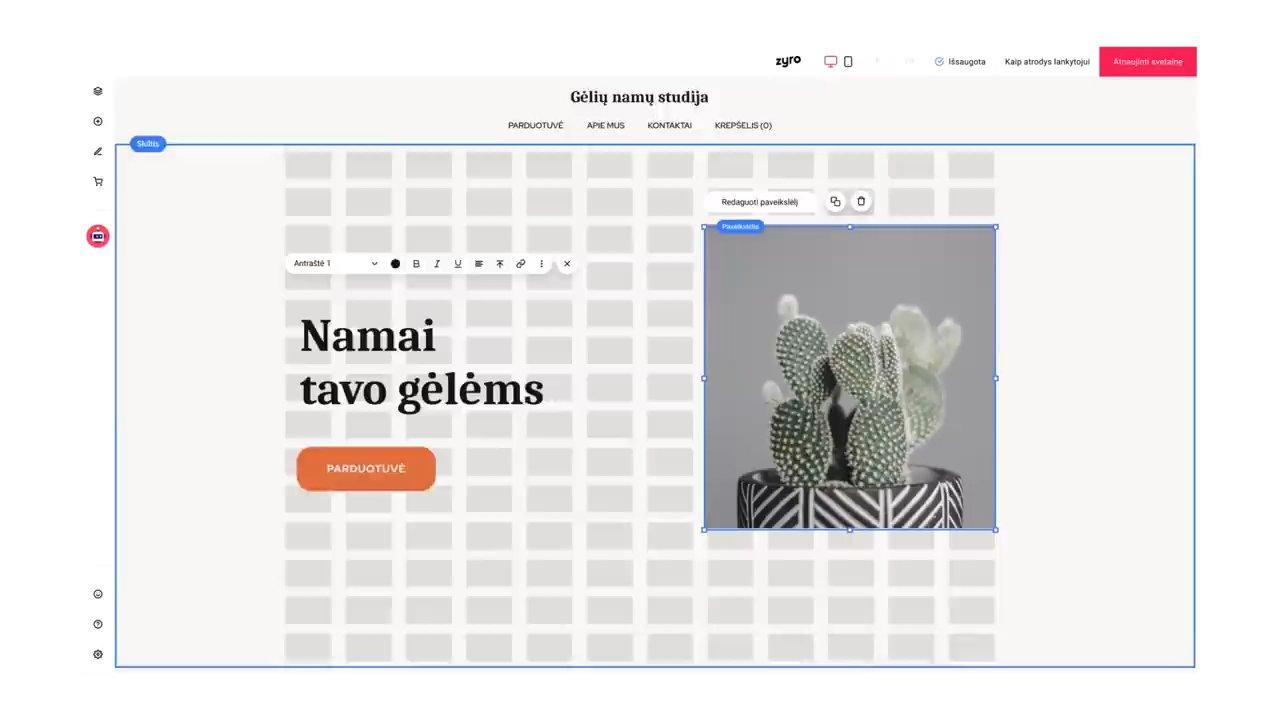 zyro
Išsaugota
Kaip atrodys lankytojui
Atnaujinti svetainę
Gėlių namų studija
PARDUOTUVĖ
APIE MUS
KONTAKTAI
KREPŠELIS (0)
Skiltis
Redaguoti paveikslėlį
Paveikslėlis
Antraštė 1
B
I
U
Namai
tavo gėlėms
PARDUOTUVĖ